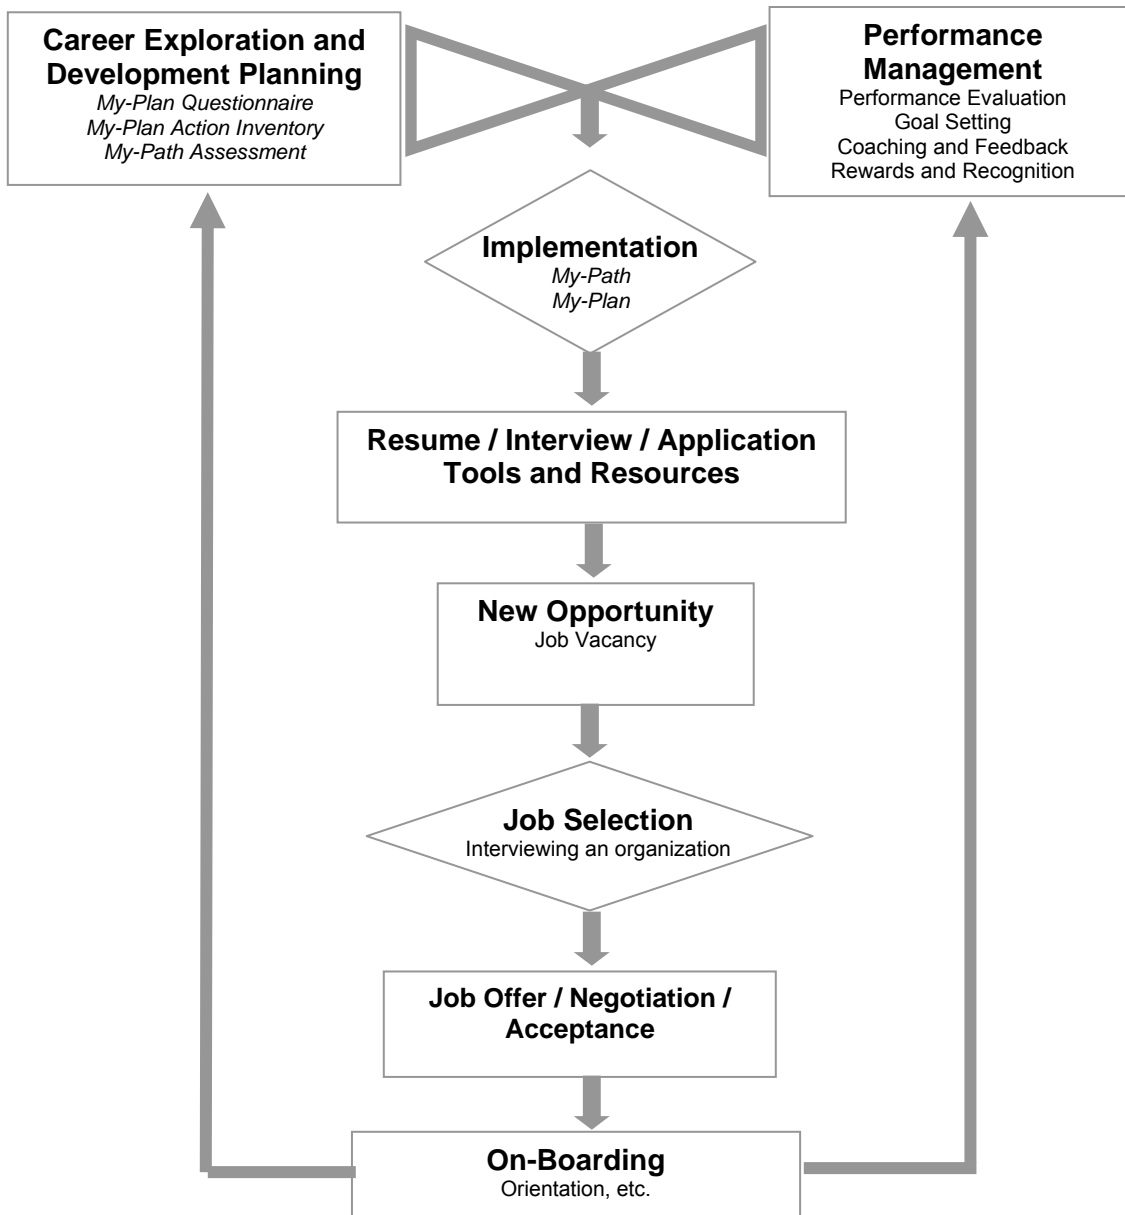 Career Exploration and
Development Planning
My-Plan Questionnaire
My-Plan Action Inventory
My-Path Assessment
Performance
Management
Performance Evaluation
Goal Setting
Coaching and Feedback
Rewards and Recognition
Implementation
My-Path
My-Plan
Resume / Interview / Application
Tools and Resources
New Opportunity
Job Vacancy
Job Selection
Interviewing an organization
Job Offer / Negotiation /
Acceptance
On-Boarding
Orientation, etc.